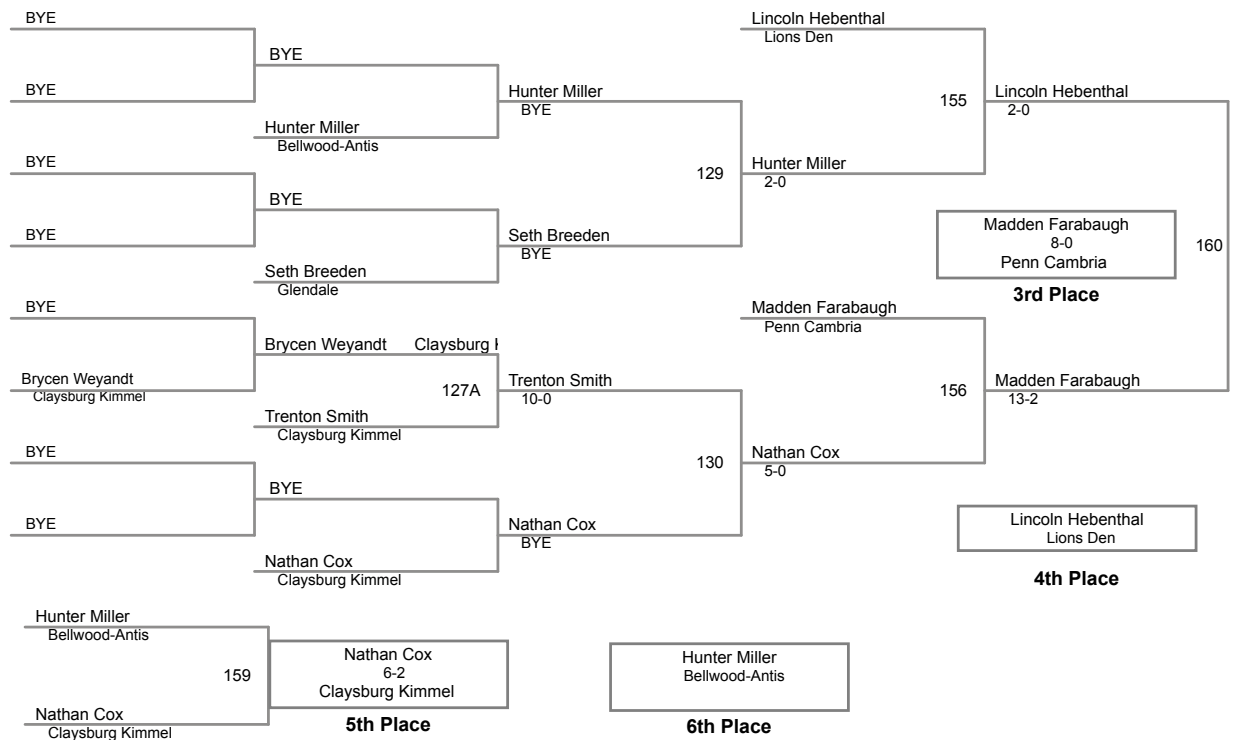 BYE
BYE
BYE
Hunter Miller
Bellwood-Antis
Hunter Miller
BYE
BYE
BYE
BYE
Seth Breeden
Glendale
Seth Breeden
BYE
129
Hunter Miller
2-0
Lincoln Hebenthal
Lions Den
155
Lincoln Hebenthal
2-0
BYE
Brycen Weyandt
Claysburg Kimmel
Brycen Weyandt Claysburg K
127A
Trenton Smith
Claysburg Kimmel
Trenton Smith
10-0
BYE
BYE
BYE
Nathan Cox
Claysburg Kimmel
Nathan Cox
BYE
130
Nathan Cox
5-0
Madden Farabaugh
Penn Cambria
156
Madden Farabaugh
13-2
160
Madden Farabaugh
8-0
Penn Cambria
3rd Place
Lincoln Hebenthal
Lions Den
4th Place
Hunter Miller
Bellwood-Antis
159
Nathan Cox
Claysburg Kimmel
Nathan Cox
6-2
Claysburg Kimmel
5th Place
Hunter Miller
Bellwood-Antis
6th Place